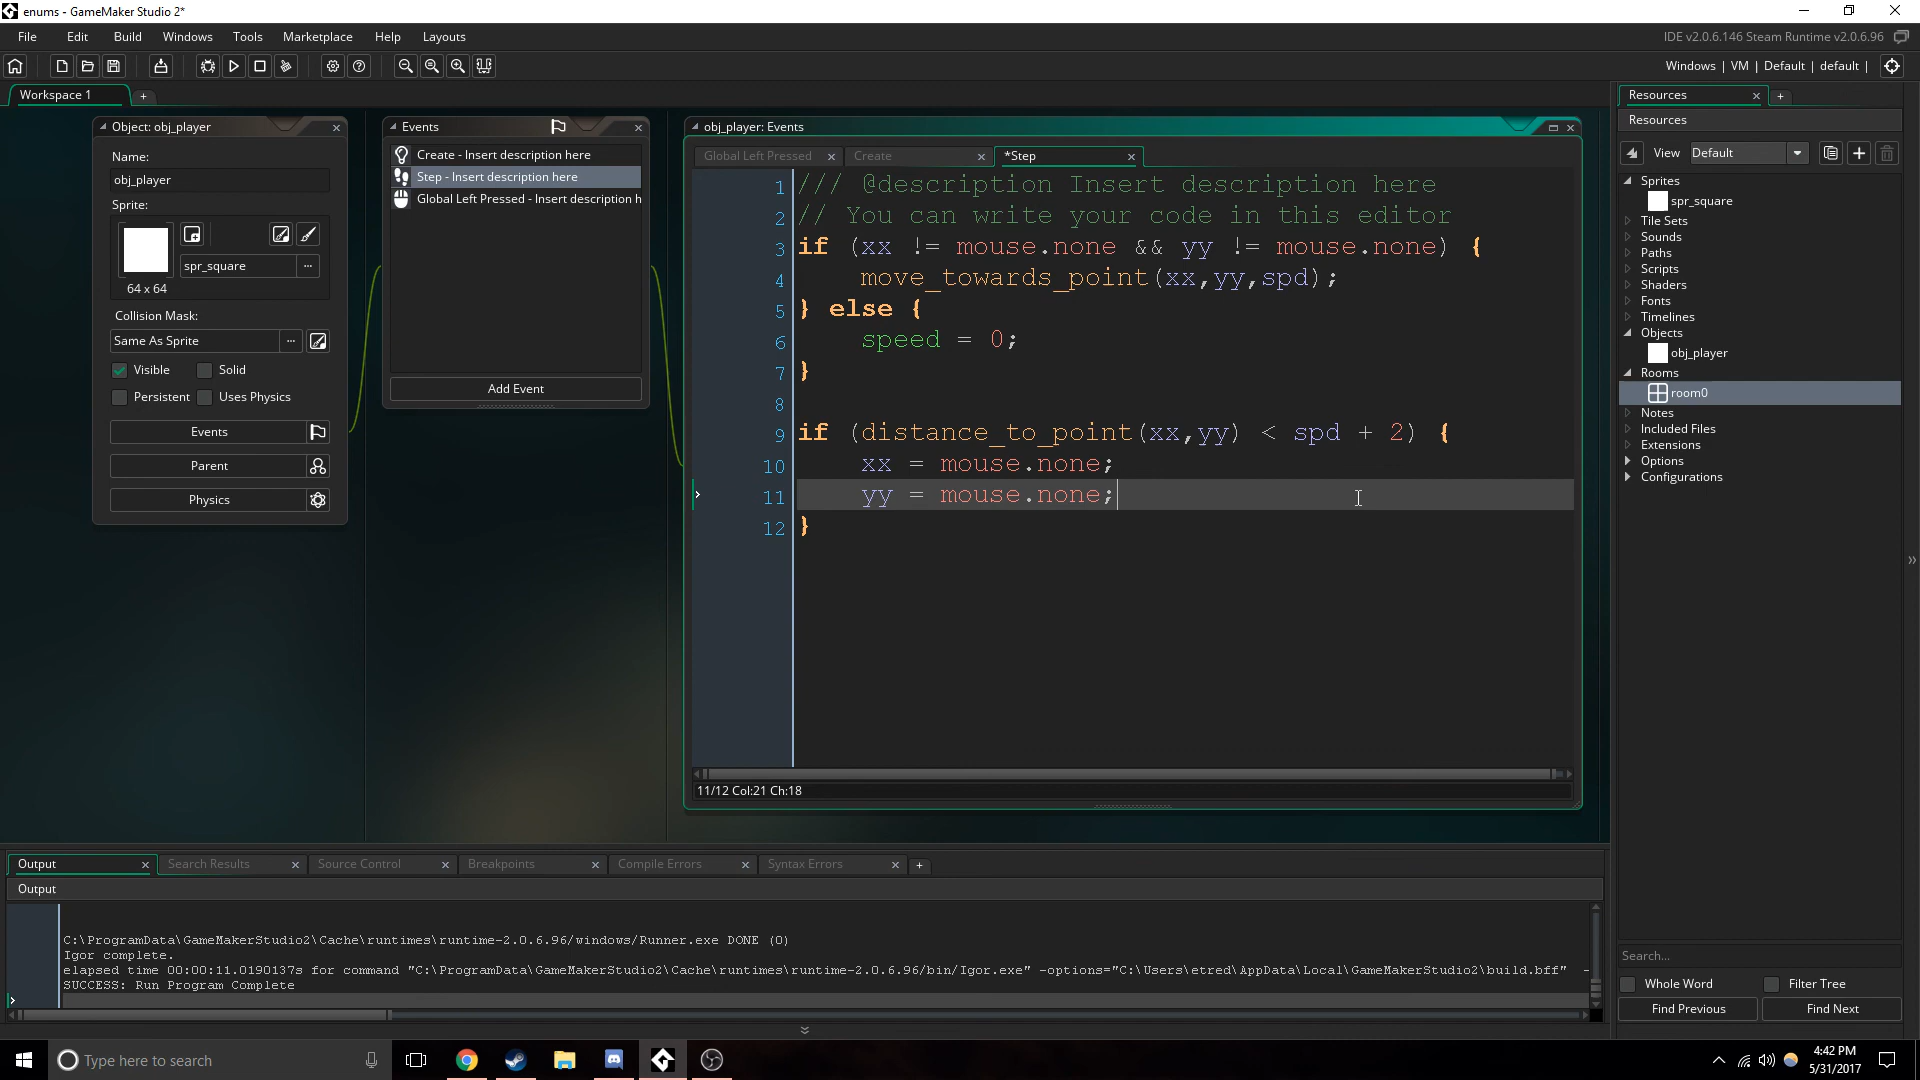 enums - GameMaker Studio 2*
File Edit Build Windows Tools Marketplace Help Layouts
IDE v2.0.6.146 Steam Runtime v2.0.6.96
Windows | VM | Default | default |
Workspace 1
Object: obj_player
Name:
obj_player
Sprite:
spr_square
64 x 64
Collision Mask:
Same As Sprite
Visible Solid
Persistent Uses Physics
Events
Parent
Physics
Events
Create - Insert description here
Step - Insert description here
Global Left Pressed - Insert description h
Add Event
obj_player: Events
Global Left Pressed Create *Step
1 /// @description Insert description here
2 // You can write your code in this editor
3 if (xx != mouse.none && yy != mouse.none) {
4 move_towards_point(xx,yy,spd);
5 } else {
6 speed = 0;
7 }
8
9 if (distance_to_point(xx,yy) < spd + 2) {
10 xx = mouse.none;
11 yy = mouse.none;
12 }
11/12 Col:21 Ch:18
Resources
Resources
View Default
Sprites
spr_square
Tile Sets
Sounds
Paths
Scripts
Shaders
Fonts
Timelines
Objects
obj_player
Rooms
room0
Notes
Included Files
Extensions
Options
Configurations
Search...
Whole Word Filter Tree
Find Previous Find Next
Output Search Results Source Control Breakpoints Compile Errors Syntax Errors
Output
C:\ProgramData\GameMakerStudio2\Cache\runtimes\runtime-2.0.6.96/windows/Runner.exe DONE (0)
Igor complete.
elapsed time 00:00:11.0190137s for command "C:\ProgramData\GameMakerStudio2\Cache\runtimes\runtime-2.0.6.96/bin/Igor.exe" -options="C:\Users\etred\AppData\Local\GameMakerStudio2\build.bff" -
SUCCESS: Run Program Complete
Type here to search
4:42 PM
5/31/2017